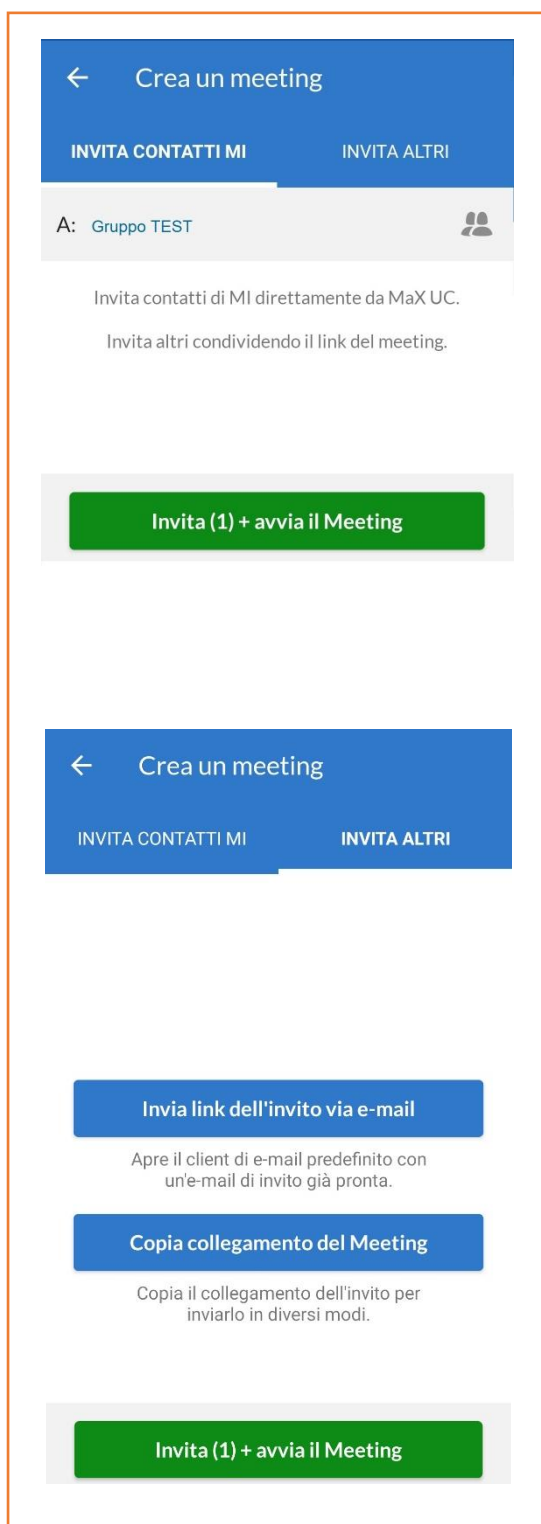 Crea un meeting
INVITA CONTATTI MI INVITA ALTRI
A: Gruppo TEST
Invita contatti di MI direttamente da MaX UC.
Invita altri condividendo il link del meeting.
Invita (1) + avvia il Meeting
Crea un meeting
INVITA CONTATTI MI INVITA ALTRI
Invia link dell'invito via e-mail
Apre il client di e-mail predefinito con
un'e-mail di invito già pronta.
Copia collegamento del Meeting
Copia il collegamento dell'invito per
inviarlo in diversi modi.
Invita (1) + avvia il Meeting